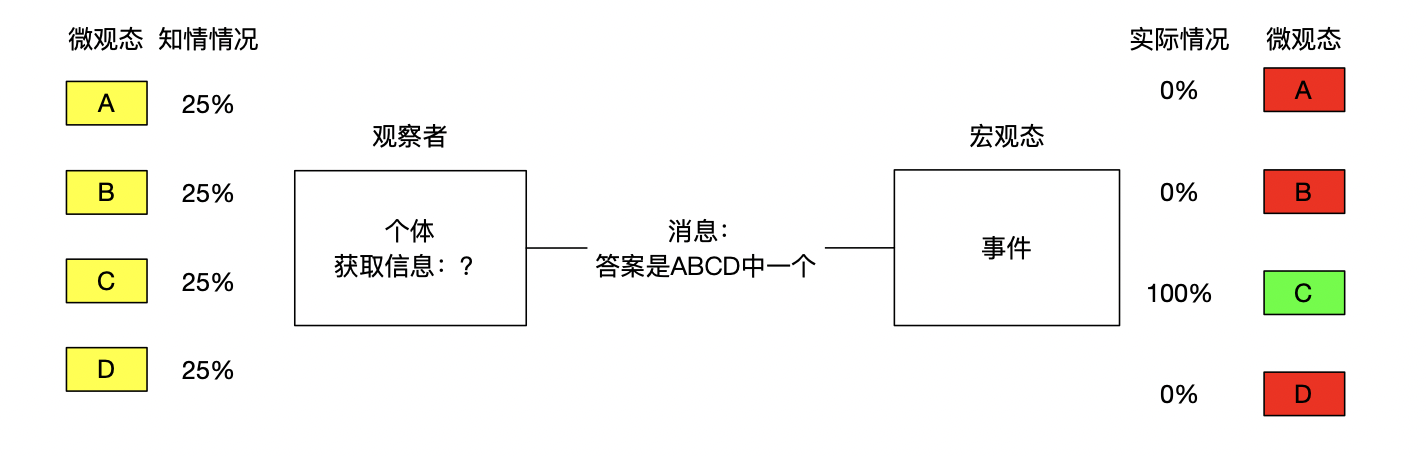 微观态 知情情况
A 25%
B 25%
C 25%
D 25%
观察者
个体
获取信息：?
消息：
答案是ABCD中一个
宏观态
事件
实际情况 微观态
0% A
0% B
100% C
0% D